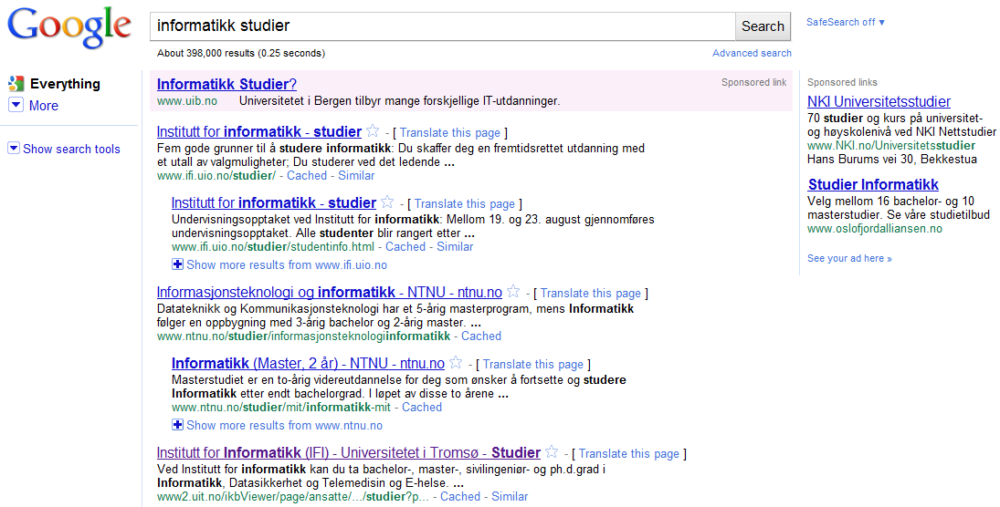 Google
informatikk studier
Search
SafeSearch off ▼
About 398,000 results (0.25 seconds)
Advanced search
Everything
More
Show search tools
Informatikk Studier?
Sponsored link
www.uib.no Universitetet i Bergen tilbyr mange forskjellige IT-utdanninger.
Institutt for informatikk - studier - [ Translate this page ]
Fem gode grunner til å studere informatikk: Du skaffer deg en fremtidsrettet utdanning med
et utall av valgmuligheter; Du studerer ved det ledende ...
www.ifi.uio.no/studier/ - Cached - Similar
Institutt for informatikk - studier - [ Translate this page ]
Undervisningsopptaket ved Institutt for informatikk: Mellom 19. og 23. august gjennomføres
undervisningsopptaket. Alle studenter blir rangert etter ...
www.ifi.uio.no/studier/studentinfo.html - Cached - Similar
Show more results from www.ifi.uio.no
Informasjonsteknologi og informatikk - NTNU - ntnu.no - [ Translate this page ]
Datateknikk og Kommunikasjonsteknologi har et 5-årig masterprogram, mens Informatikk
følger en oppbygning med 3-årig bachelor og 2-årig master. ...
www.ntnu.no/studier/informasjonsteknologiinformatikk - Cached
Informatikk (Master, 2 år) - NTNU - ntnu.no - [ Translate this page ]
Masterstudiet er en to-årig videreutdannelse for deg som ønsker å fortsette og studere
Informatikk etter endt bachelorgrad. I løpet av disse to årene ...
www.ntnu.no/studier/mit/informatikk-mit - Cached
Show more results from www.ntnu.no
Institutt for Informatikk (IFI) - Universitetet i Tromsø - Studier - [ Translate this page ]
Ved Institutt for informatikk kan du ta bachelor-, master-, sivilingeniør- og ph.d.grad i
Informatikk, Datasikkerhet og Telemedisin og E-helse. ...
www2.uit.no/ikbViewer/page/ansatte/.../studier?p... - Cached - Similar
Sponsored links
NKI Universitetsstudier
70 studier og kurs på universitet-
og høyskolenivå ved NKI Nettstudier
www.NKI.no/Universitetsstudier
Hans Burums vei 30, Bekkestua
Studier Informatikk
Velg mellom 16 bachelor- og 10
masterstudier. Se våre studietilbud
www.oslofjordalliansen.no
See your ad here »